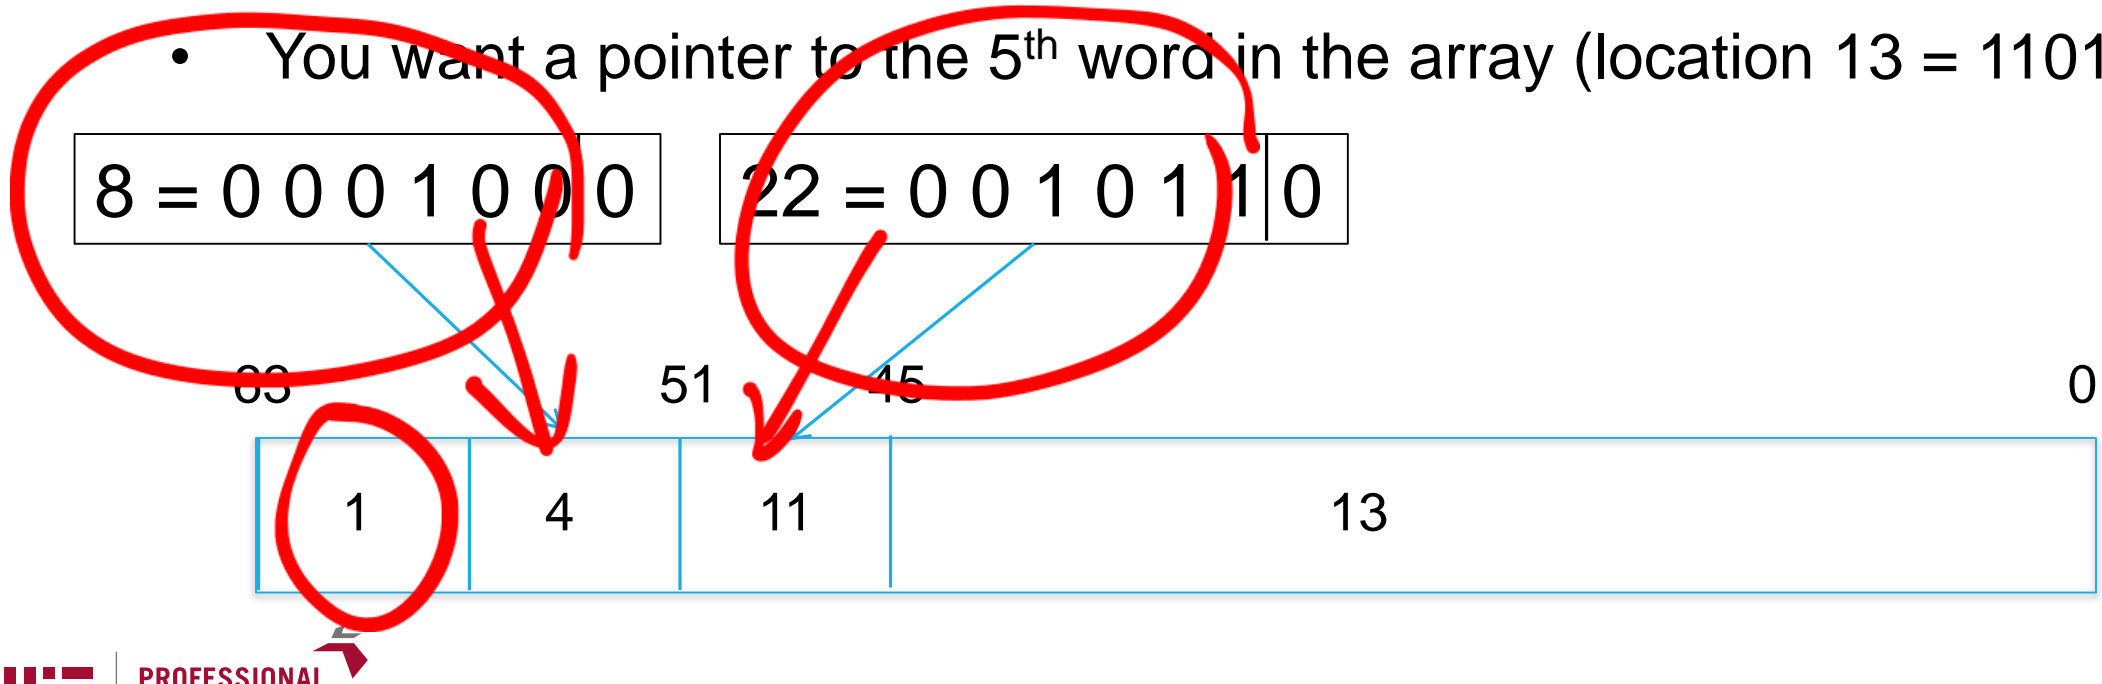 • You want a pointer to the 5th word in the array (location 13 = 1101
8 = 0 0 0 1 0 0 0 22 = 0 0 1 0 1 1 0
63 51 45 0
1 4 11 13
PROFESSIONAL